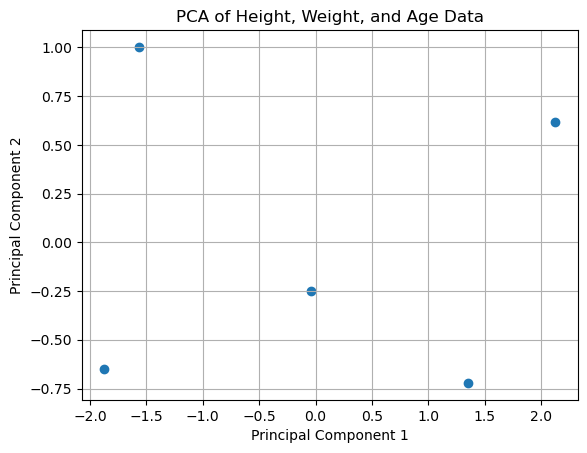 PCA of Height, Weight, and Age Data
1.00
0.75
0.50
0.25
0.00
−0.25
−0.50
−0.75
Principal Component 2
−2.0 −1.5 −1.0 −0.5 0.0 0.5 1.0 1.5 2.0
Principal Component 1